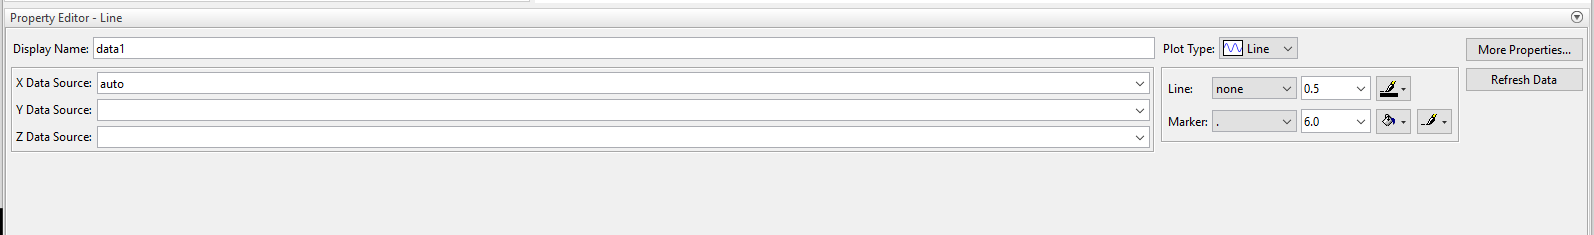 Property Editor - Line
Display Name: data1 Plot Type: Line More Properties...
X Data Source: auto Line: none 0.5 Refresh Data
Y Data Source:
Marker: . 6.0
Z Data Source: